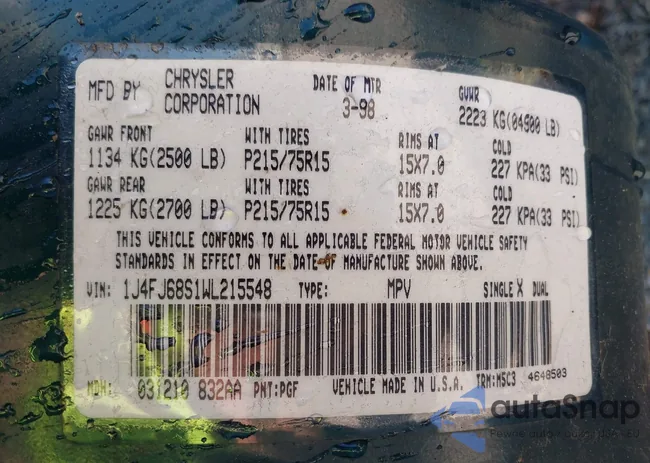 MFD BY CHRYSLER CORPORATION DATE OF MTR 3-98 GVWR 2223 KG(04900 LB)
GAWR FRONT WITH TIRES RIMS AT COLD
1134 KG(2500 LB) P215/75R15 15X7.0 227 KPA(33 PSI)
GAWR REAR WITH TIRES RIMS AT COLD
1225 KG(2700 LB) P215/75R15 15X7.0 227 KPA(33 PSI)
THIS VEHICLE CONFORMS TO ALL APPLICABLE FEDERAL MOTOR VEHICLE SAFETY
STANDARDS IN EFFECT ON THE DATE OF MANUFACTURE SHOWN ABOVE.
VIN: 1J4FJ68S1WL215548 TYPE: MPV SINGLE X DUAL
MDH: 031210 832AA PNT:PGF VEHICLE MADE IN U.S.A. TRM:M5C3 4648503
autoSnap